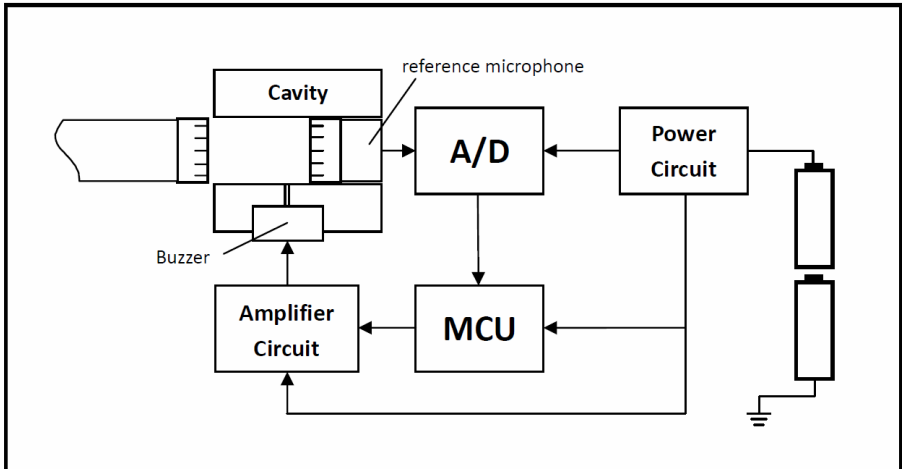 reference microphone
Cavity
A/D
Power
Circuit
Buzzer
Amplifier
Circuit
MCU